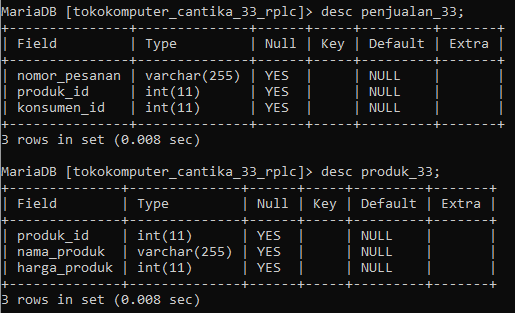 MariaDB [tokokomputer_cantika_33_rplc]> desc penjualan_33;
+---------------+--------------+------+-----+---------+-------+
| Field         | Type         | Null | Key | Default | Extra |
+---------------+--------------+------+-----+---------+-------+
| nomor_pesanan | varchar(255) | YES  |     | NULL    |       |
| produk_id     | int(11)      | YES  |     | NULL    |       |
| konsumen_id   | int(11)      | YES  |     | NULL    |       |
+---------------+--------------+------+-----+---------+-------+
3 rows in set (0.008 sec)
MariaDB [tokokomputer_cantika_33_rplc]> desc produk_33;
+--------------+--------------+------+-----+---------+-------+
| Field        | Type         | Null | Key | Default | Extra |
+--------------+--------------+------+-----+---------+-------+
| produk_id    | int(11)      | YES  |     | NULL    |       |
| nama_produk  | varchar(255) | YES  |     | NULL    |       |
| harga_produk | int(11)      | YES  |     | NULL    |       |
+--------------+--------------+------+-----+---------+-------+
3 rows in set (0.008 sec)